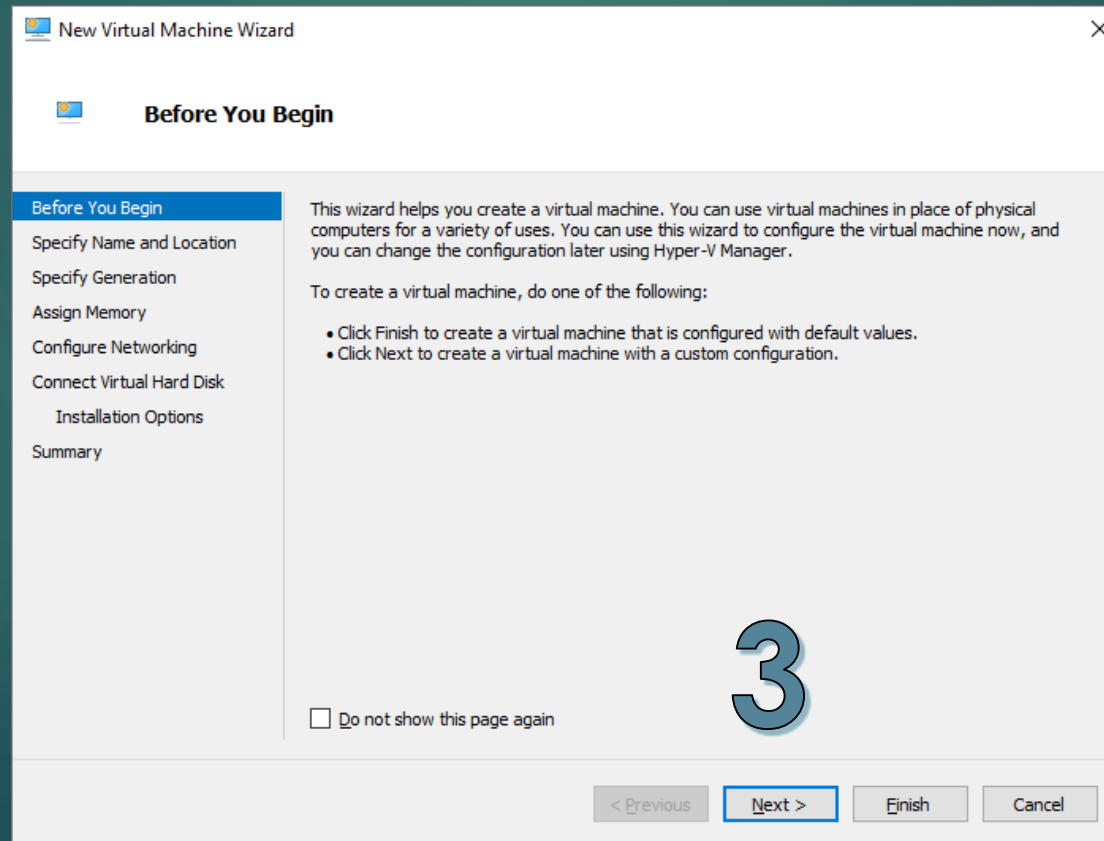 New Virtual Machine Wizard
Before You Begin
Before You Begin
Specify Name and Location
Specify Generation
Assign Memory
Configure Networking
Connect Virtual Hard Disk
Installation Options
Summary
This wizard helps you create a virtual machine. You can use virtual machines in place of physical
computers for a variety of uses. You can use this wizard to configure the virtual machine now, and
you can change the configuration later using Hyper-V Manager.
To create a virtual machine, do one of the following:
• Click Finish to create a virtual machine that is configured with default values.
• Click Next to create a virtual machine with a custom configuration.
3
Do not show this page again
< Previous
Next >
Finish
Cancel